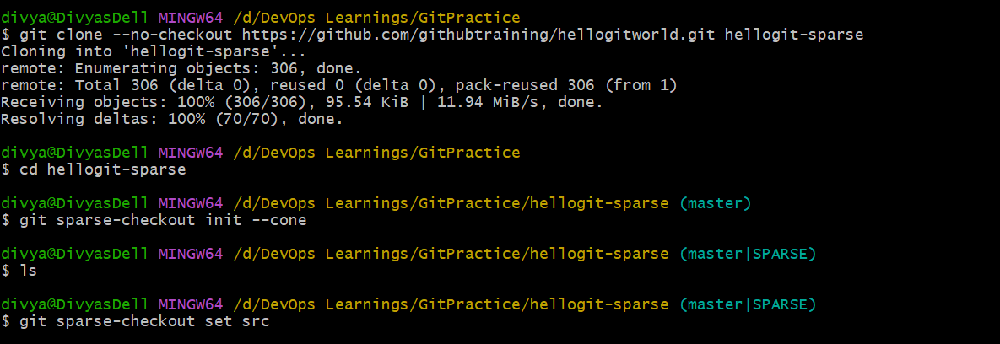 divya@DivyasDell MINGW64 /d/DevOps Learnings/GitPractice
$ git clone --no-checkout https://github.com/githubtraining/hellogitworld.git hellogit-sparse
Cloning into 'hellogit-sparse'...
remote: Enumerating objects: 306, done.
remote: Total 306 (delta 0), reused 0 (delta 0), pack-reused 306 (from 1)
Receiving objects: 100% (306/306), 95.54 KiB | 11.94 MiB/s, done.
Resolving deltas: 100% (70/70), done.
divya@DivyasDell MINGW64 /d/DevOps Learnings/GitPractice
$ cd hellogit-sparse
divya@DivyasDell MINGW64 /d/DevOps Learnings/GitPractice/hellogit-sparse (master)
$ git sparse-checkout init --cone
divya@DivyasDell MINGW64 /d/DevOps Learnings/GitPractice/hellogit-sparse (master|SPARSE)
$ ls
divya@DivyasDell MINGW64 /d/DevOps Learnings/GitPractice/hellogit-sparse (master|SPARSE)
$ git sparse-checkout set src